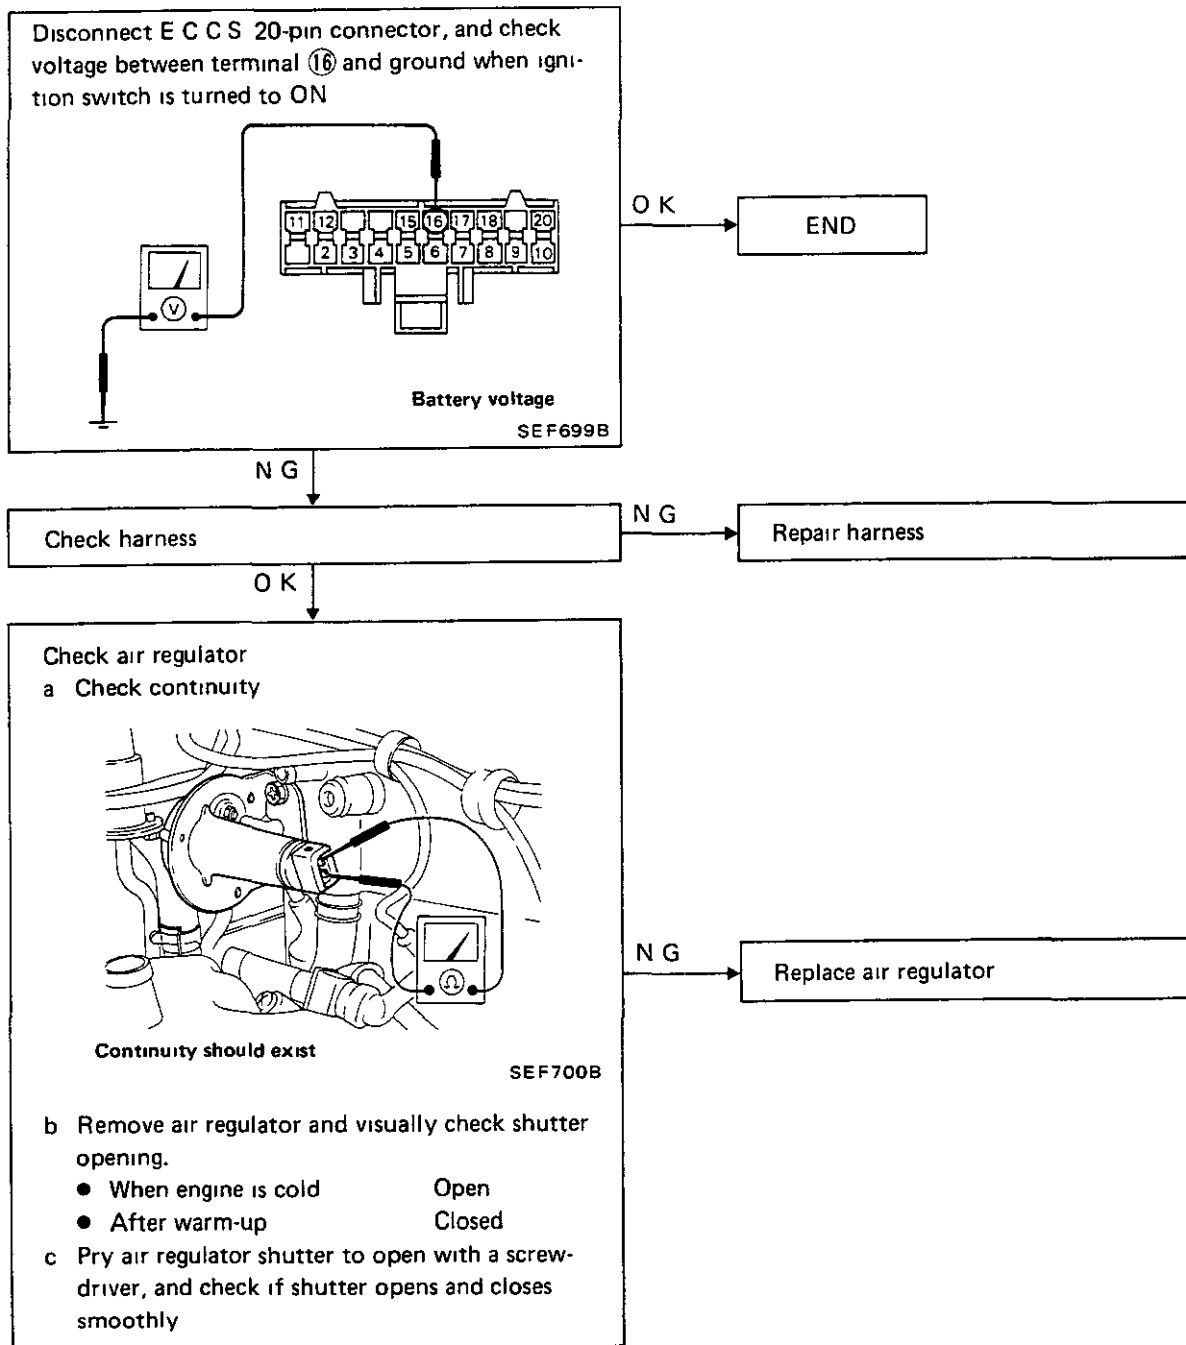 Disconnect E C C S 20-pin connector, and check
voltage between terminal ⑯ and ground when igni-
tion switch is turned to ON
11 12 15 16 17 18 20
2 3 4 5 6 7 8 9 10
V
Battery voltage
SEF699B
O K
END
N G
Check harness
N G
Repair harness
O K
Check air regulator
a Check continuity
Ω
Continuity should exist
SEF700B
N G
Replace air regulator
b Remove air regulator and visually check shutter
opening.
● When engine is cold Open
● After warm-up Closed
c Pry air regulator shutter to open with a screw-
driver, and check if shutter opens and closes
smoothly